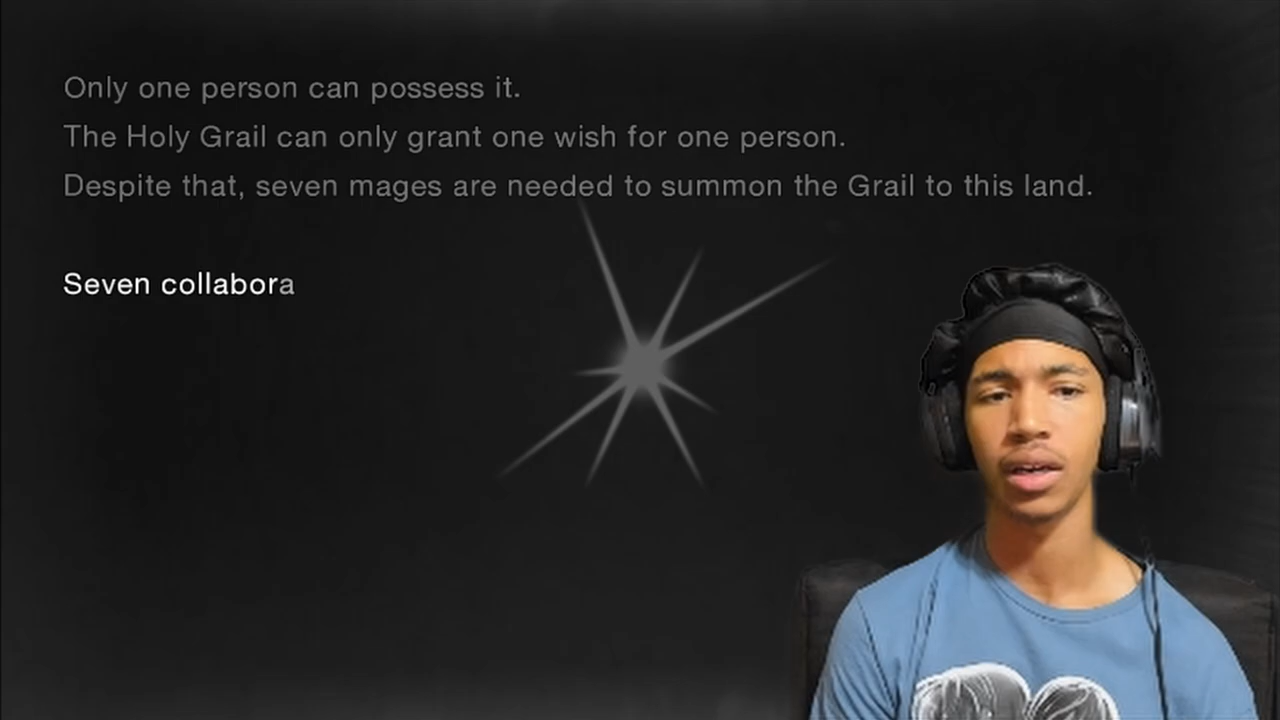 Only one person can possess it.
The Holy Grail can only grant one wish for one person.
Despite that, seven mages are needed to summon the Grail to this land.
Seven collabora